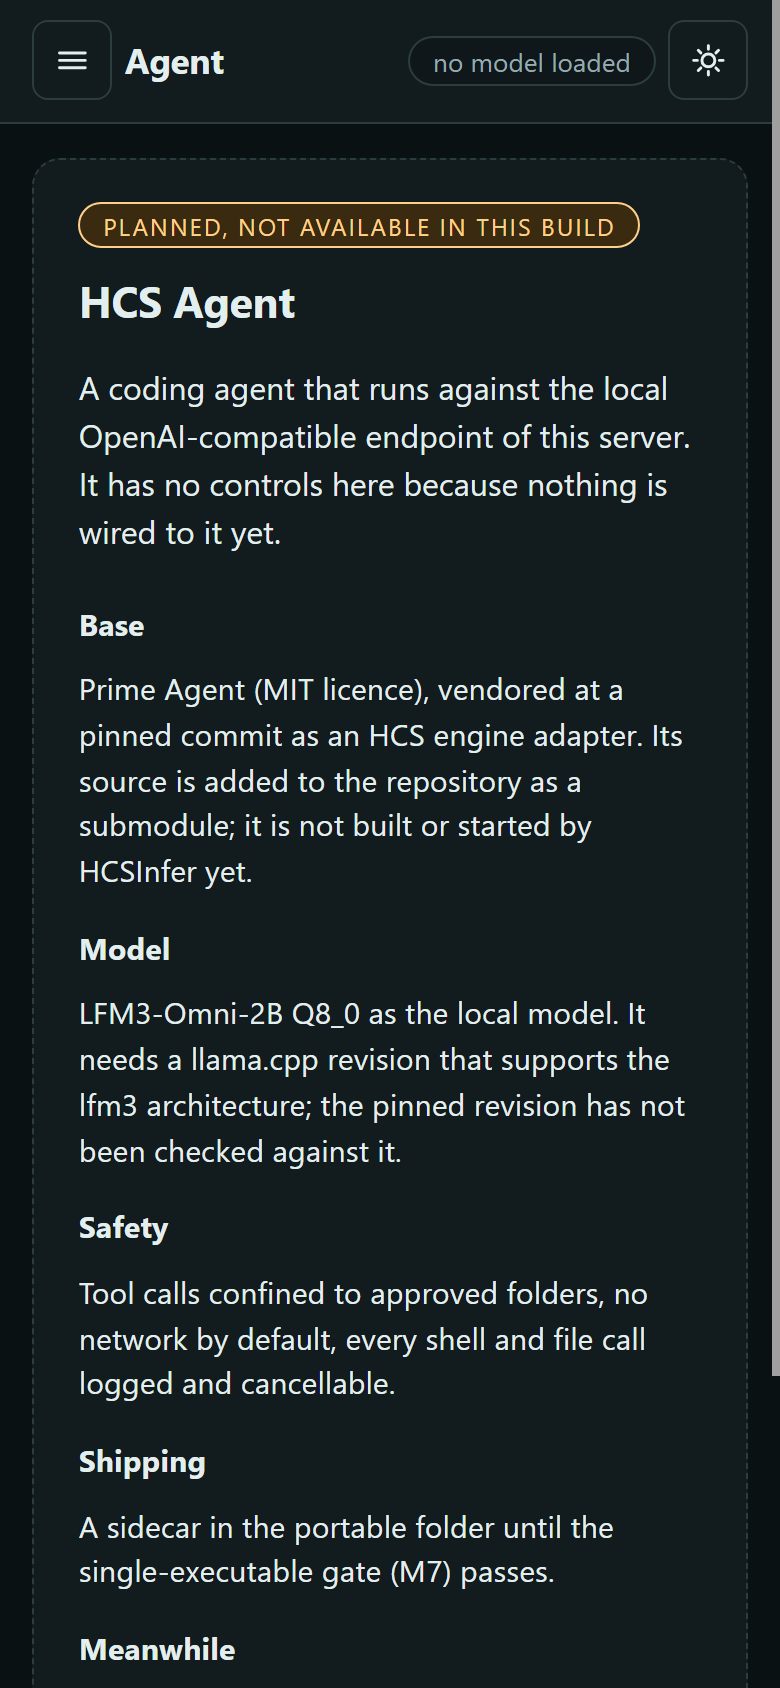 Agent
no model loaded
PLANNED, NOT AVAILABLE IN THIS BUILD
HCS Agent
A coding agent that runs against the local
OpenAI-compatible endpoint of this server.
It has no controls here because nothing is
wired to it yet.
Base
Prime Agent (MIT licence), vendored at a
pinned commit as an HCS engine adapter. Its
source is added to the repository as a
submodule; it is not built or started by
HCSInfer yet.
Model
LFM3-Omni-2B Q8_0 as the local model. It
needs a llama.cpp revision that supports the
lfm3 architecture; the pinned revision has not
been checked against it.
Safety
Tool calls confined to approved folders, no
network by default, every shell and file call
logged and cancellable.
Shipping
A sidecar in the portable folder until the
single-executable gate (M7) passes.
Meanwhile